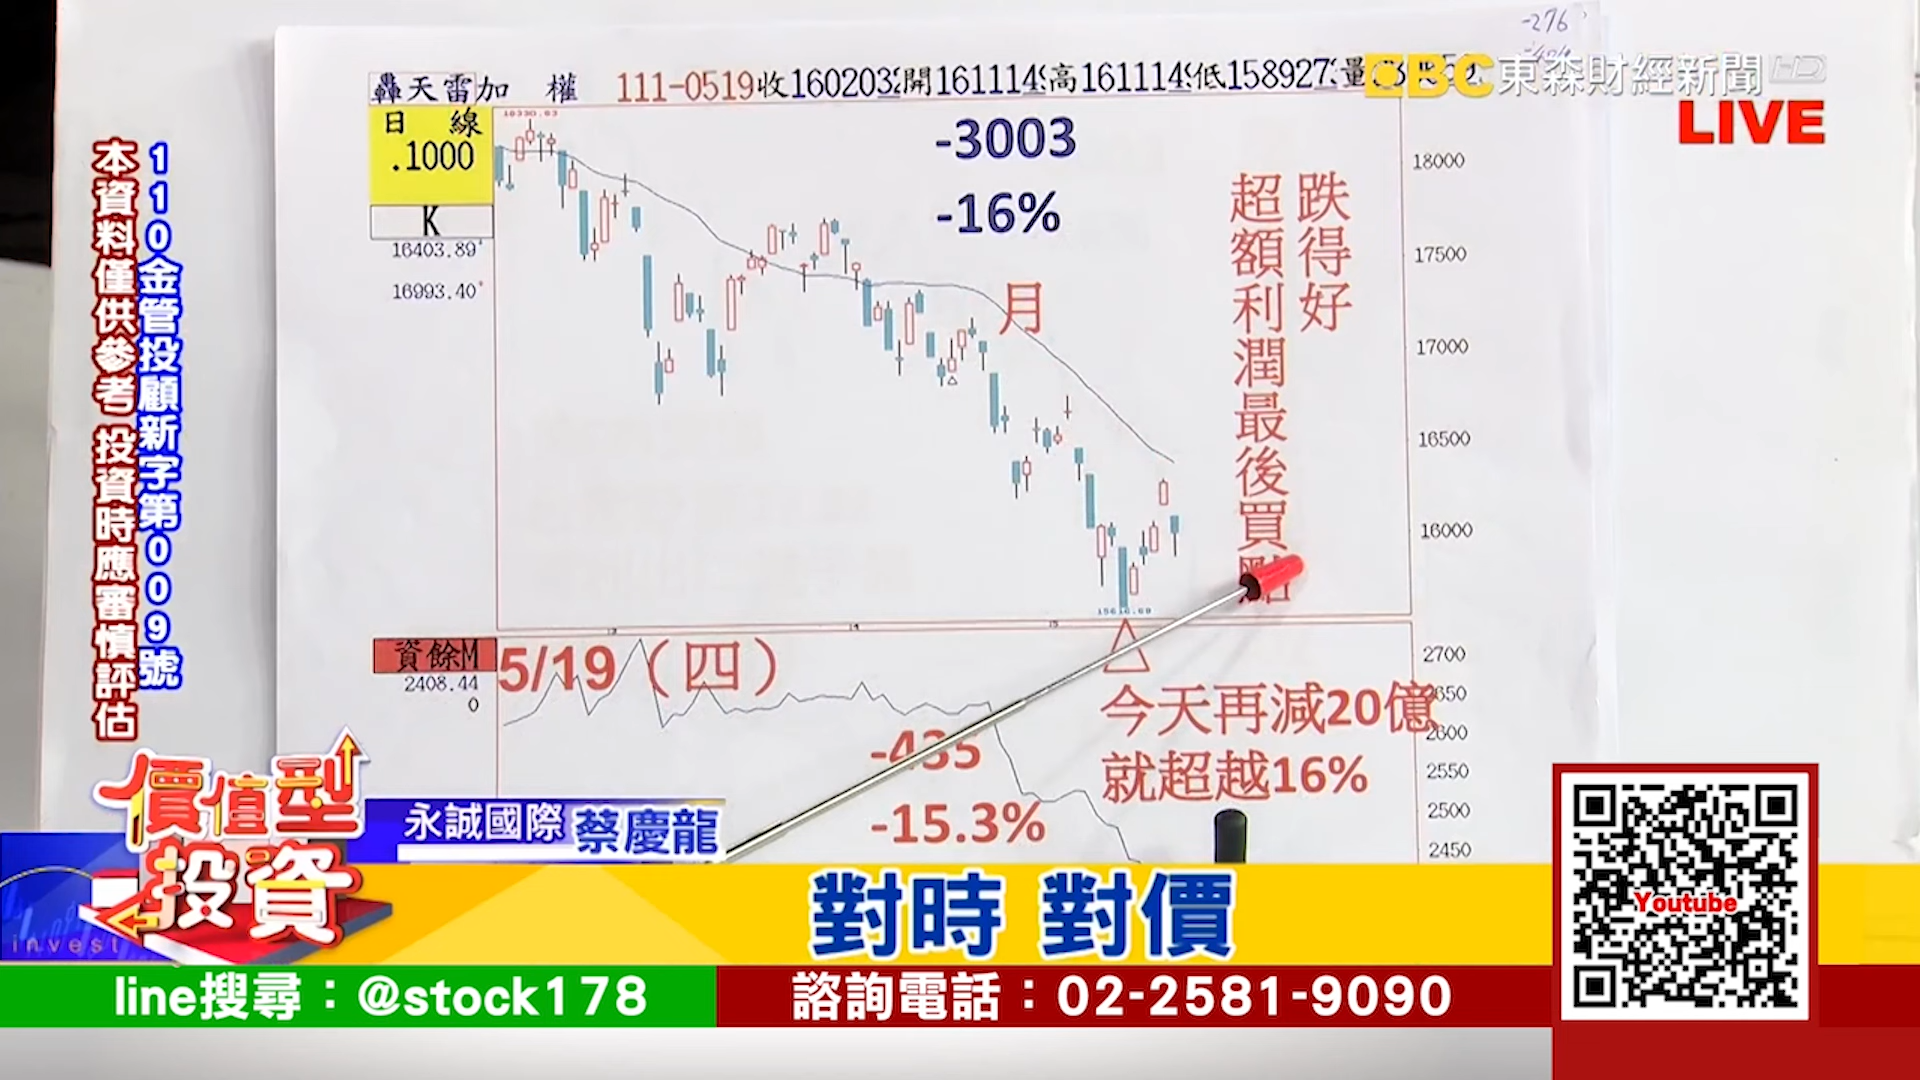 -276
轟天雷加 權 111-0519收160203開161114高161114低158927量
EBC東森財經新聞 HD
LIVE
日 線
.1000
K
16403.89
16993.40
-3003
-16%
月
跌得好
超額利潤最後買點
18000
17500
17000
16500
16000
資餘M
2408.44
0
5/19(四)
-435
-15.3%
今天再減20億
就超越16%
2700
2650
2600
2550
2500
2450
110金管投顧新字第009號
本資料僅供參考 投資時應審慎評估
價值型
投資
invest
永誠國際 蔡慶龍
對時 對價
Youtube
line搜尋：@stock178
諮詢電話：02-2581-9090